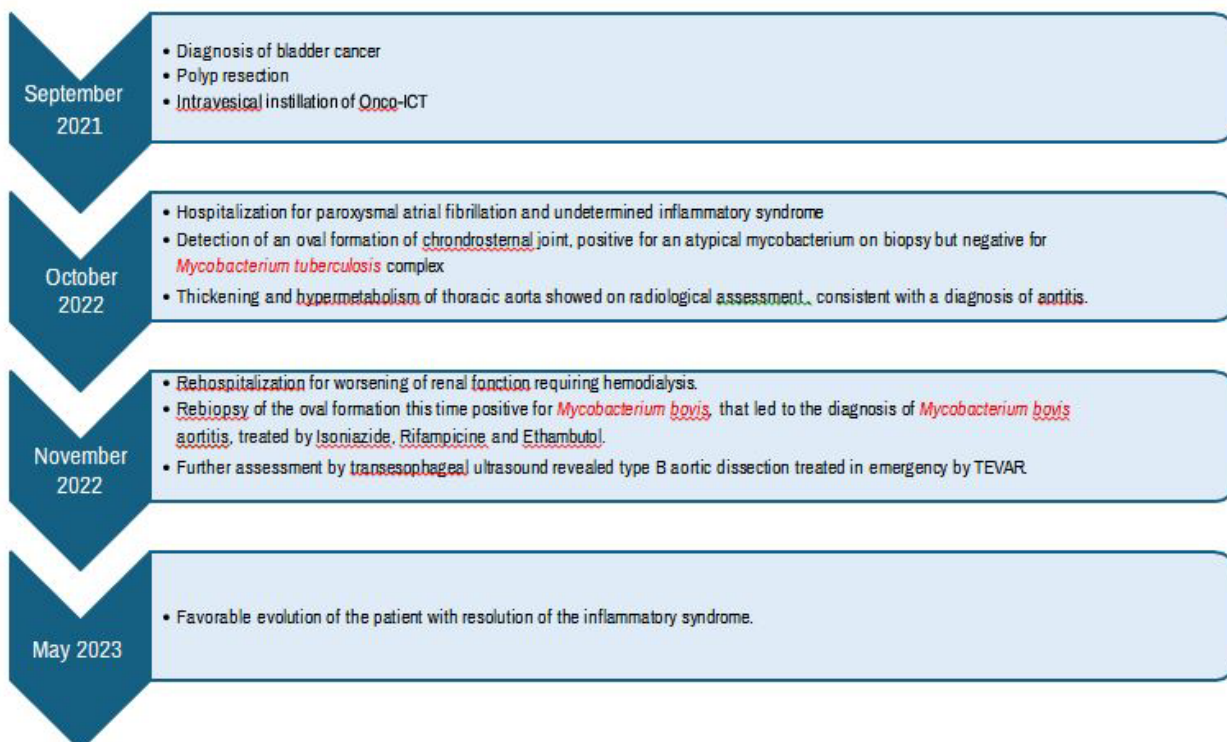 September
2021
• Diagnosis of bladder cancer
• Polyp resection
• Intravesical instillation of Onco-ICT
October
2022
• Hospitalization for paroxysmal atrial fibrillation and undetermined inflammatory syndrome
• Detection of an oval formation of chrondrosternal joint, positive for an atypical mycobacterium on biopsy but negative for
Mycobacterium tuberculosis complex
• Thickening and hypermetabolism of thoracic aorta showed on radiological assessment., consistent with a diagnosis of aortitis.
November
2022
• Rehospitalization for worsening of renal fonction requiring hemodialysis.
• Rebiopsy of the oval formation this time positive for Mycobacterium bovis, that led to the diagnosis of Mycobacterium bovis
aortitis, treated by Isoniazide, Rifampicine and Ethambutol.
• Further assessment by transesophageal ultrasound revealed type B aortic dissection treated in emergency by TEVAR.
May 2023
• Favorable evolution of the patient with resolution of the inflammatory syndrome.